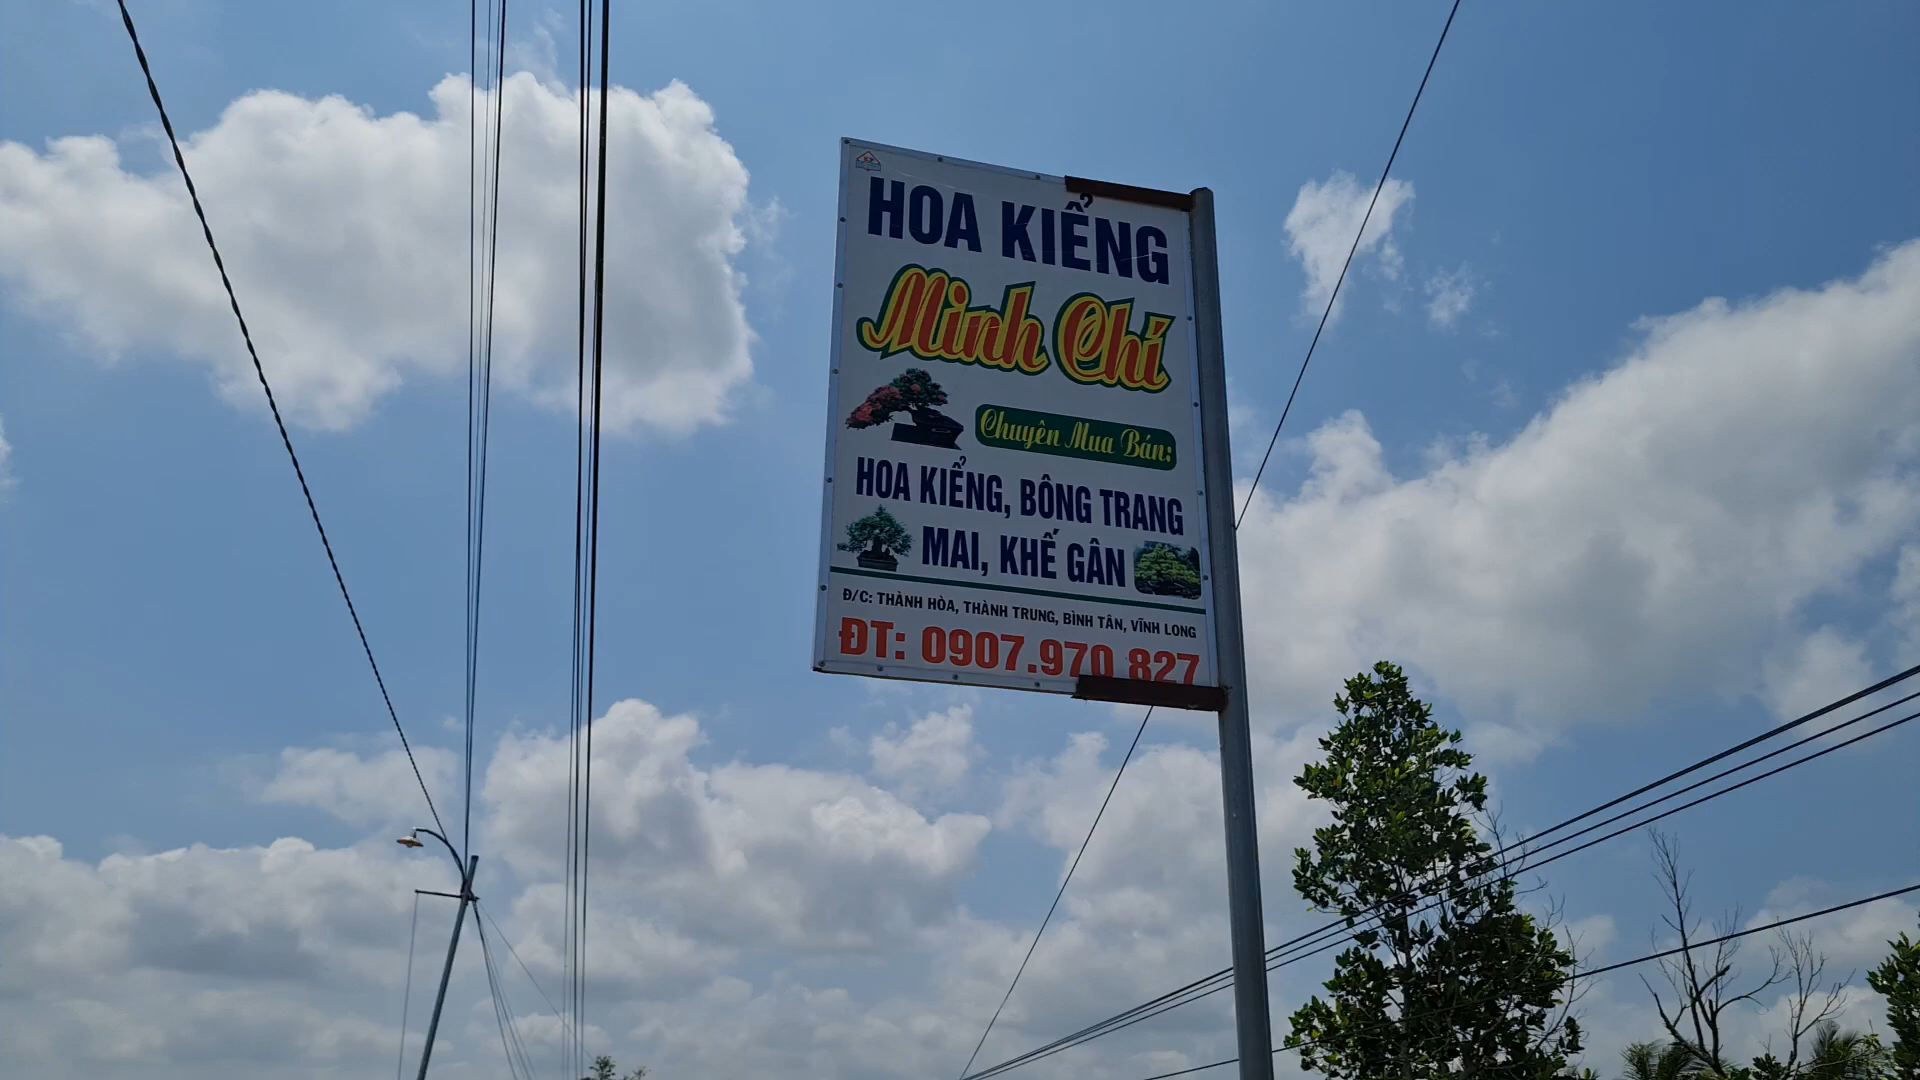 HOA KIỂNG
Minh Chí
Chuyên Mua Bán:
HOA KIỂNG, BÔNG TRANG
MAI, KHẾ GÂN
Đ/C: THÀNH HÒA, THÀNH TRUNG, BÌNH TÂN, VĨNH LONG
ĐT: 0907.970 827